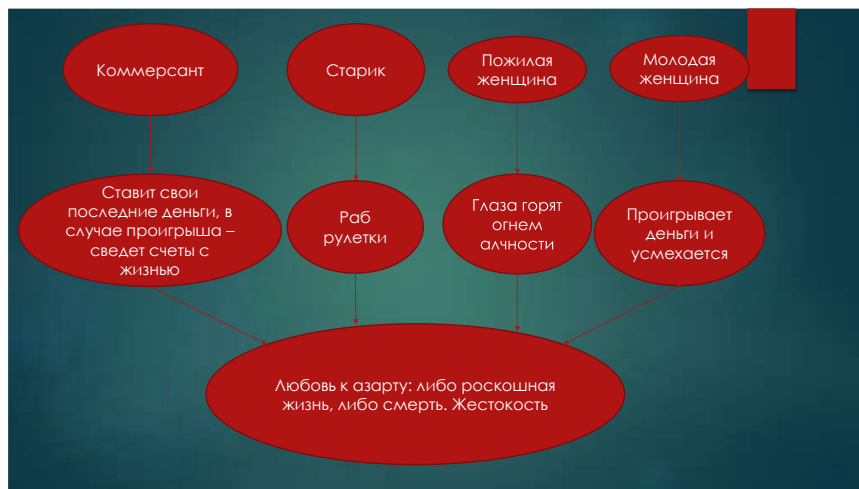 Коммерсант
Старик
Пожилая
женщина
Молодая
женщина
Ставит свои
последние деньги, в
случае проигрыша –
сведет счеты с
жизнью
Раб
рулетки
Глаза горят
огнем
алчности
Проигрывает
деньги и
усмехается
Любовь к азарту: либо роскошная
жизнь, либо смерть. Жестокость